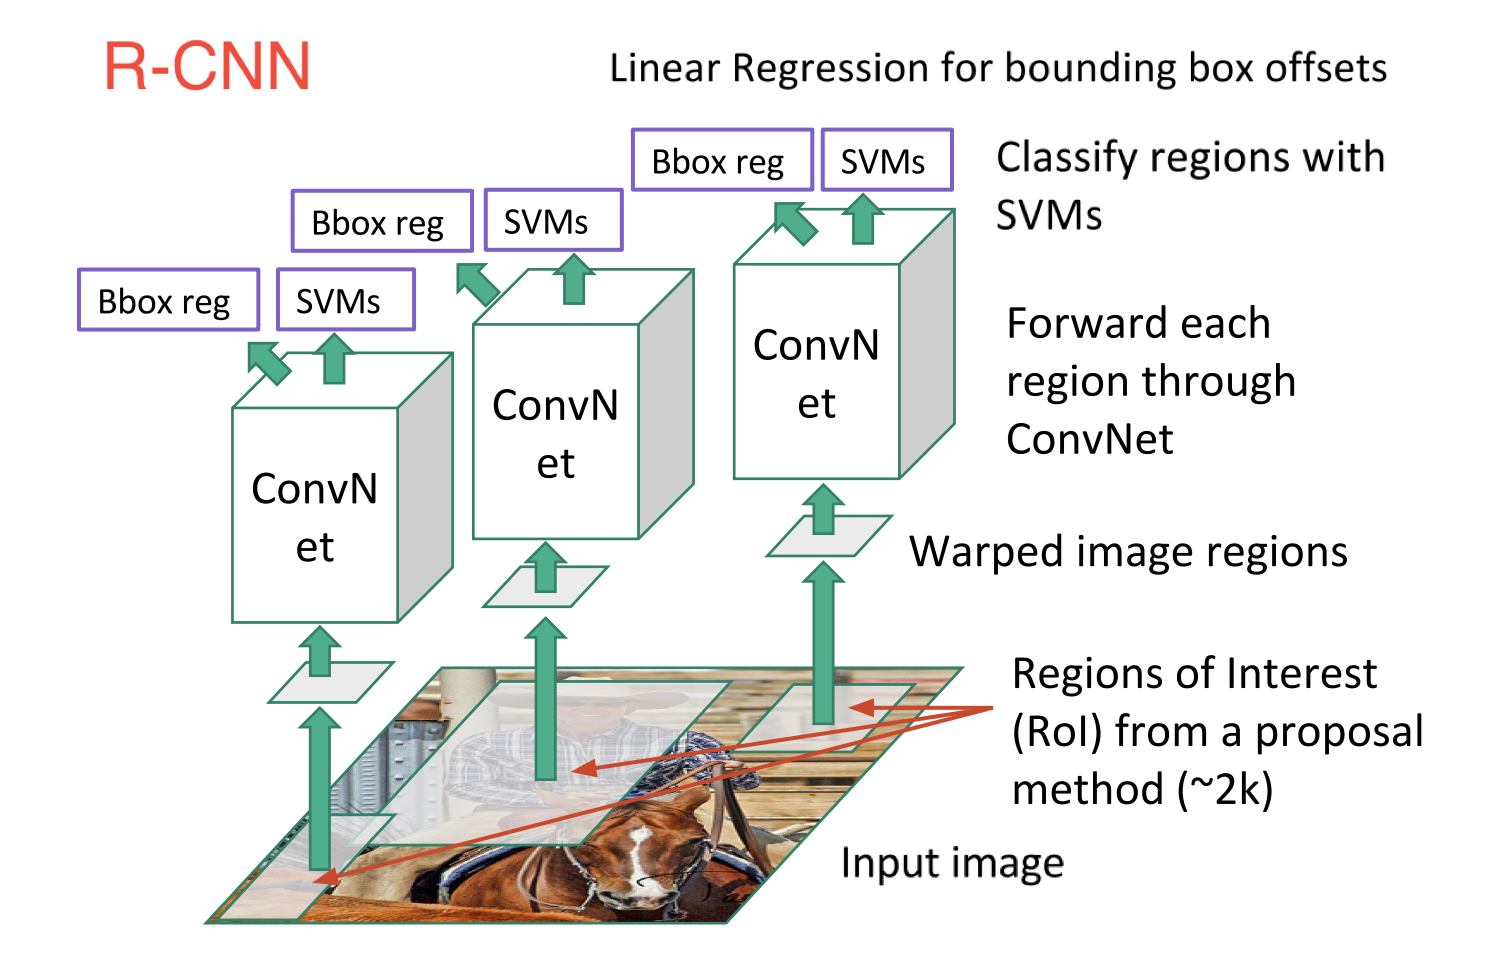 R-CNN
Linear Regression for bounding box offsets
Bbox reg
SVMs
Classify regions with
SVMs
Bbox reg
SVMs
Bbox reg
SVMs
ConvN
et
ConvN
et
ConvN
et
Forward each
region through
ConvNet
Warped image regions
Regions of Interest
(RoI) from a proposal
method (~2k)
Input image